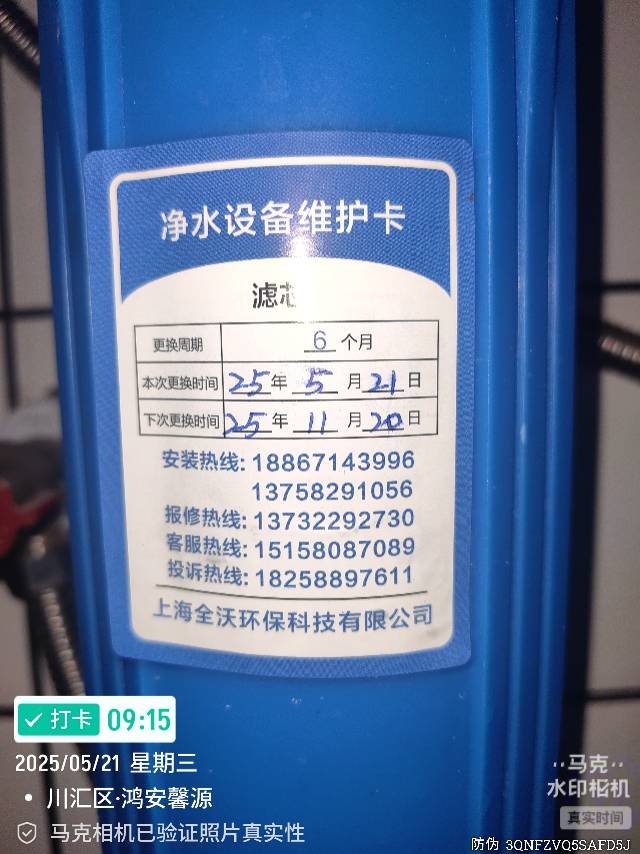 净水设备维护卡
滤芯
更换周期 6 个月
本次更换时间 25 年 5 月 21 日
下次更换时间 25 年 11 月 20 日
安装热线: 18867143996
13758291056
报修热线: 13732292730
客服热线: 15158087089
投诉热线: 18258897611
上海全沃环保科技有限公司
打卡 09:15
2025/05/21 星期三
川汇区·鸿安馨源
马克相机已验证照片真实性
马克
水印相机
真实时间
防伪 3QNFZVQ5SAFD5J